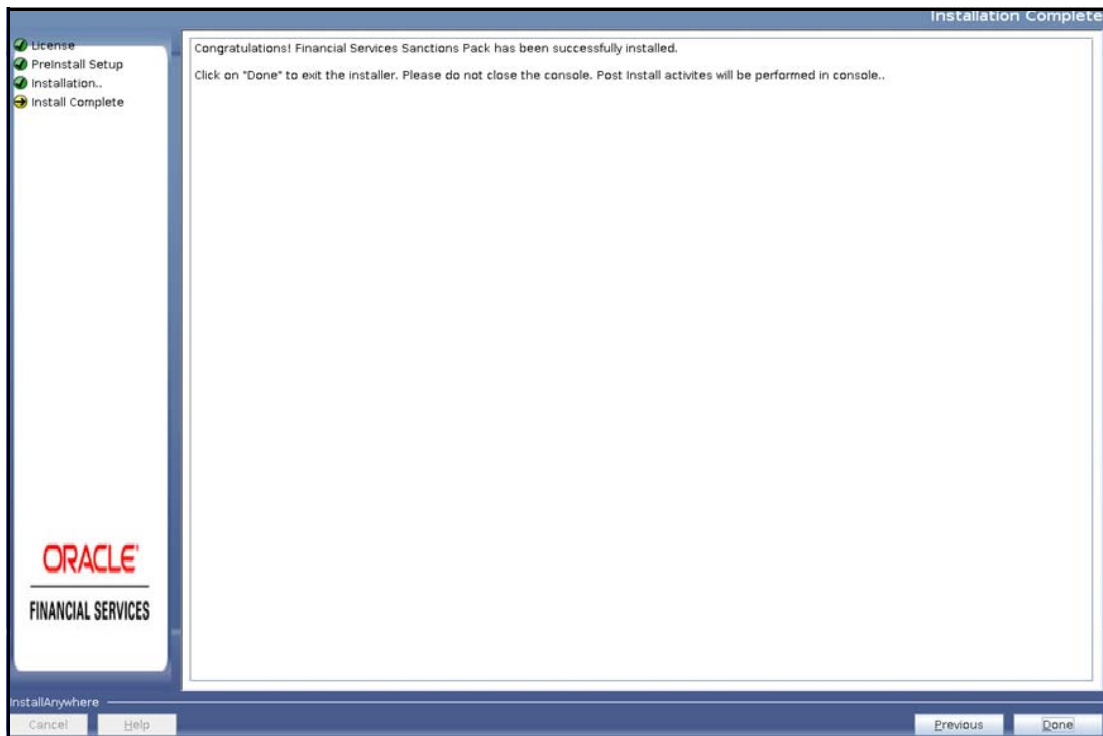 Installation Complete
License
PreInstall Setup
Installation..
Install Complete
Congratulations! Financial Services Sanctions Pack has been successfully installed.
Click on "Done" to exit the installer. Please do not close the console. Post Install activites will be performed in console..
ORACLE
FINANCIAL SERVICES
InstallAnywhere
Cancel
Help
Previous
Done